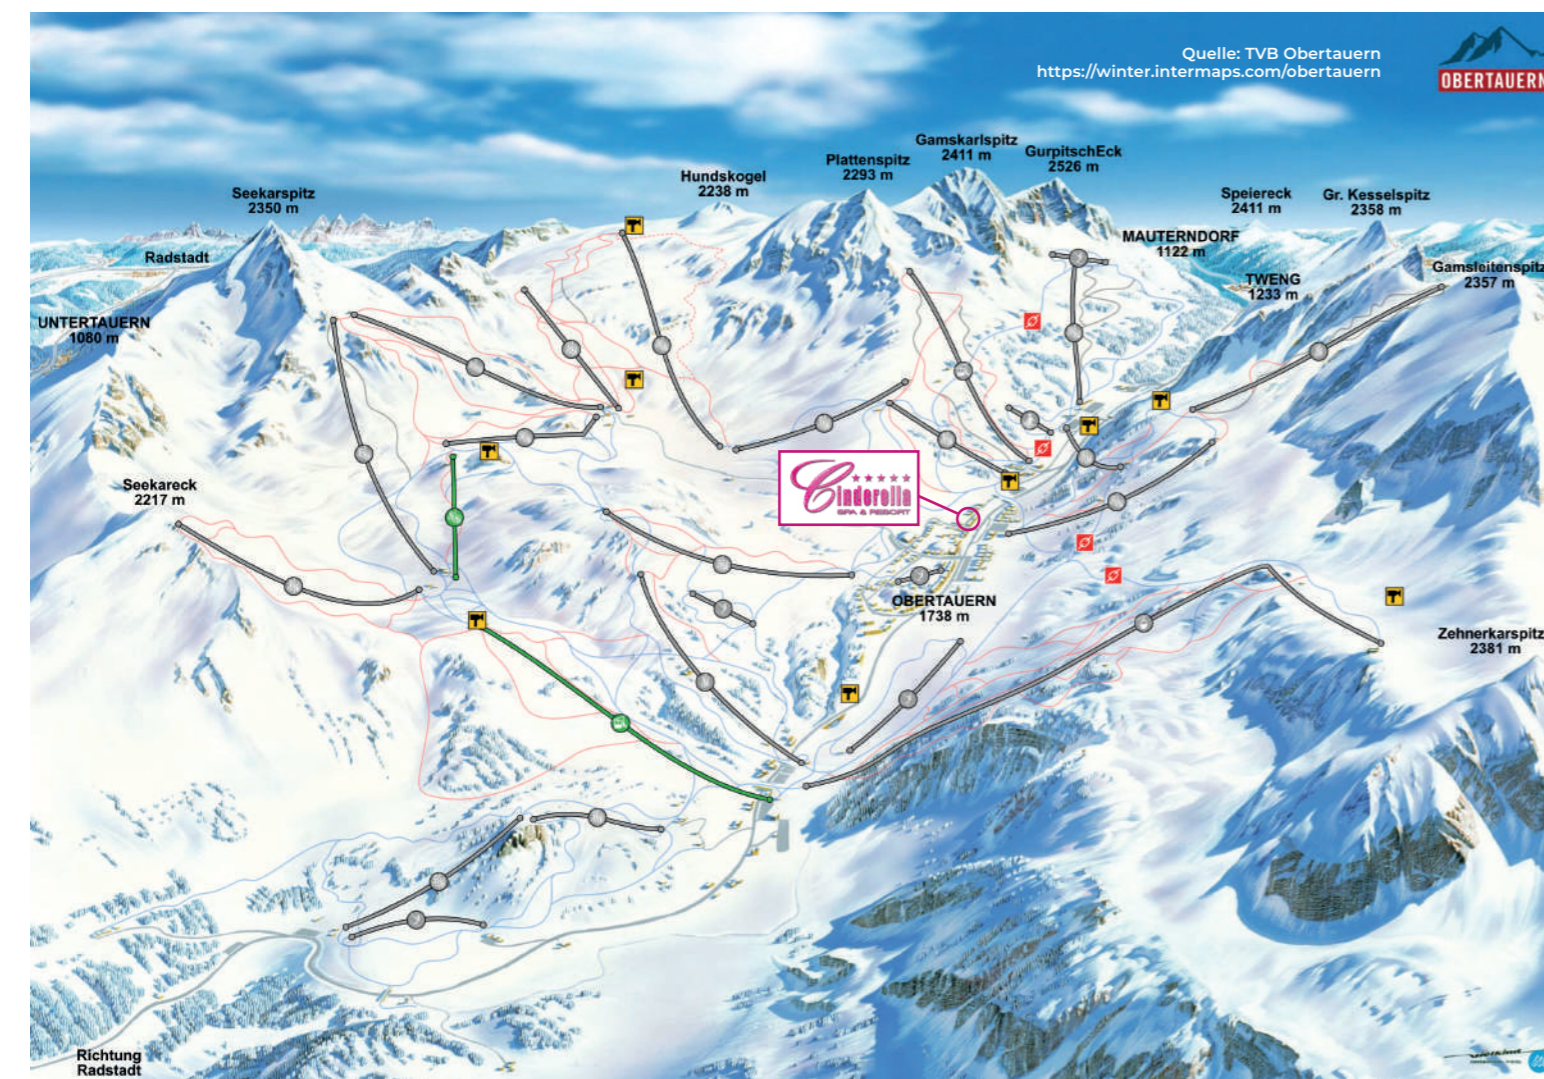 Quelle: TVB Obertauern
https://winter.intermaps.com/obertauern
OBERTAUERN
Gamskarlspitz
2411 m
GurpitschEck
2526 m
Plattenspitz
2293 m
Hundskogel
2238 m
Seekarspitz
2350 m
Speiereck
2411 m
Gr. Kesselspitz
2358 m
MAUTERNDORF
1122 m
Radstadt
TWENG
1233 m
Gamsleitenspitz
2357 m
UNTERTAUERN
1080 m
Seekareck
2217 m
Cinderella
SPA & RESORT
OBERTAUERN
1738 m
Zehnerkarspitz
2381 m
Richtung
Radstadt